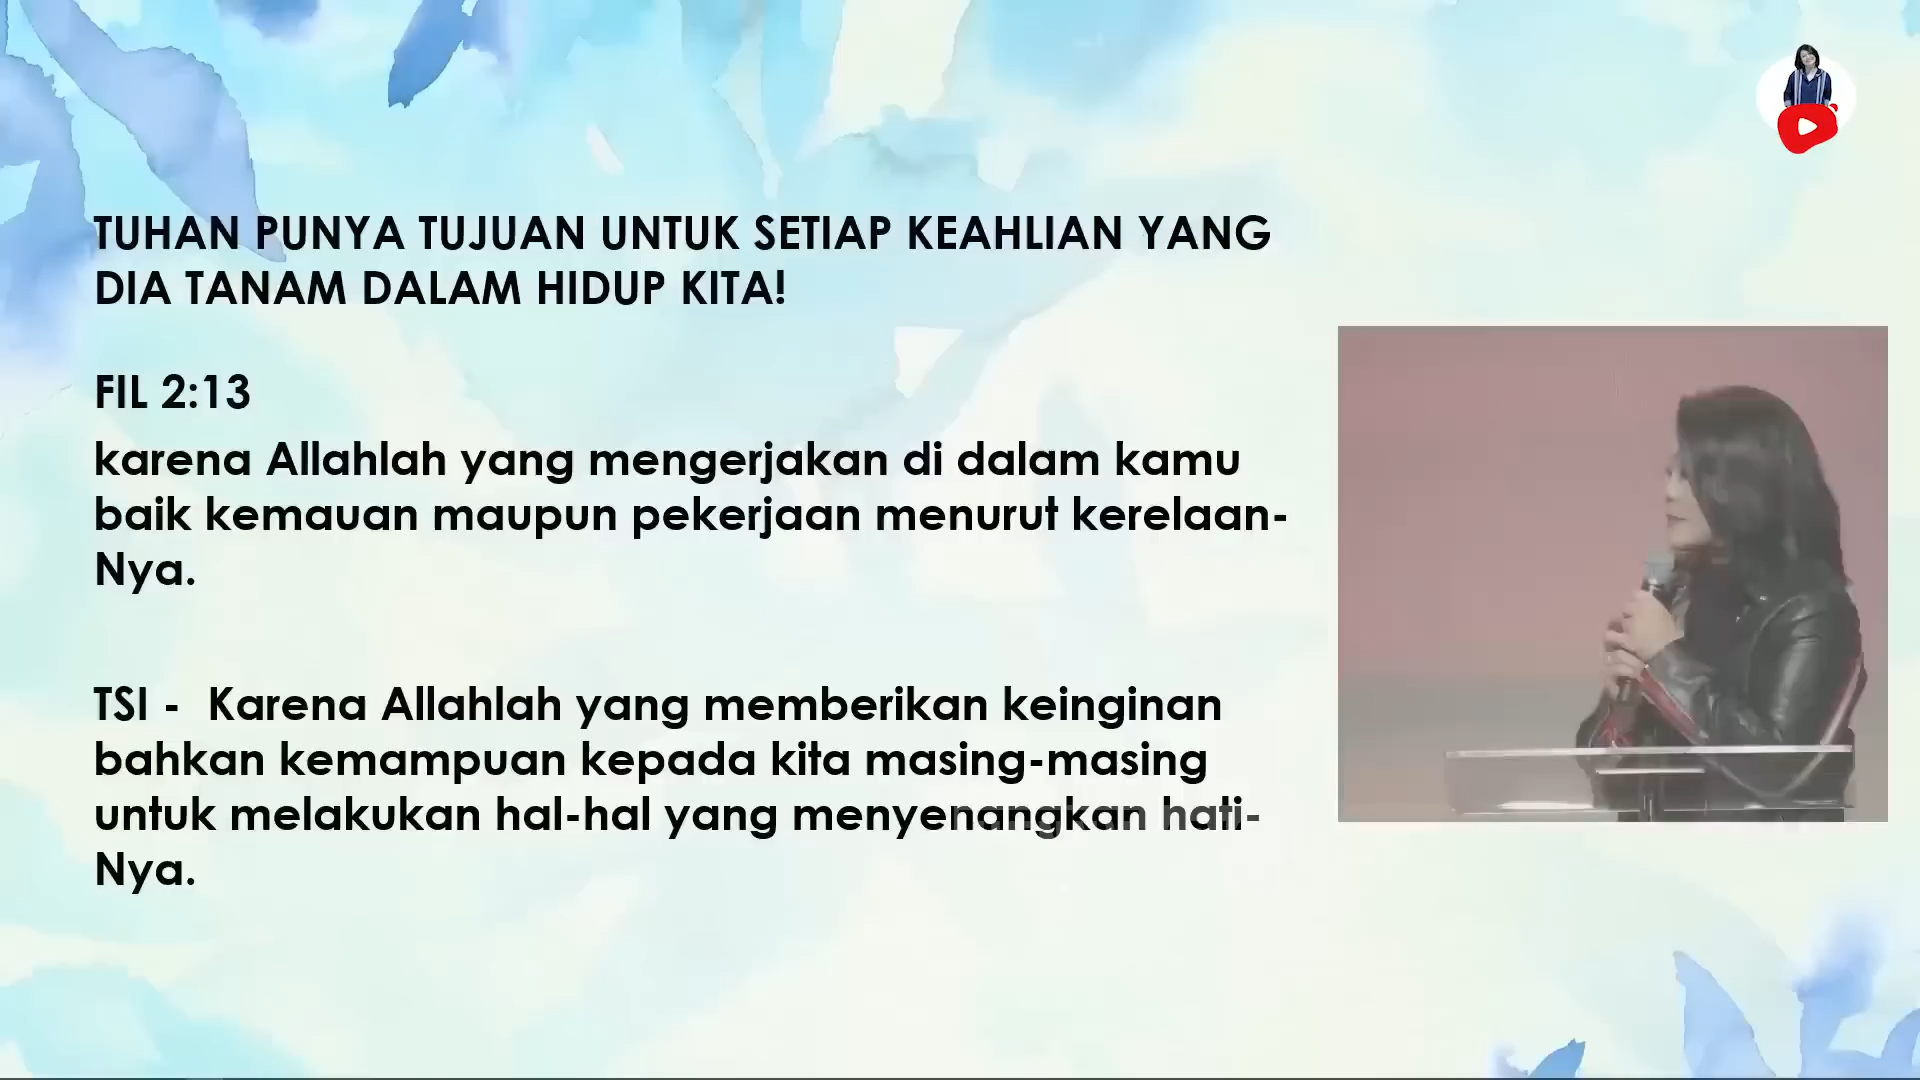 TUHAN PUNYA TUJUAN UNTUK SETIAP KEAHLIAN YANG
DIA TANAM DALAM HIDUP KITA!
FIL 2:13
karena Allahlah yang mengerjakan di dalam kamu
baik kemauan maupun pekerjaan menurut kerelaan-
Nya.
TSI - Karena Allahlah yang memberikan keinginan
bahkan kemampuan kepada kita masing-masing
untuk melakukan hal-hal yang menyenangkan hati-
Nya.